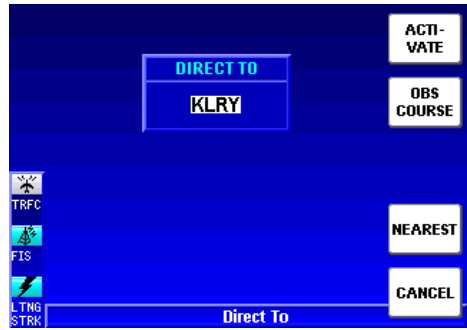 ACTI-
VATE
DIRECT TO
KLRY
OBS
COURSE
TRFC
FIS
NEAREST
LTNG
STRK
CANCEL
Direct To